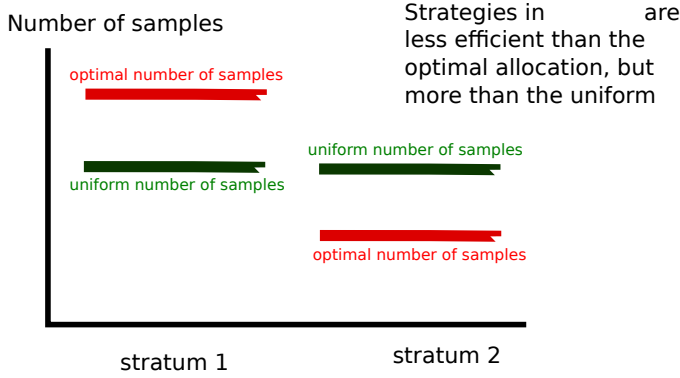 Number of samples
Strategies in are
less efficient than the
optimal allocation, but
more than the uniform
optimal number of samples
uniform number of samples
uniform number of samples
optimal number of samples
stratum 1
stratum 2